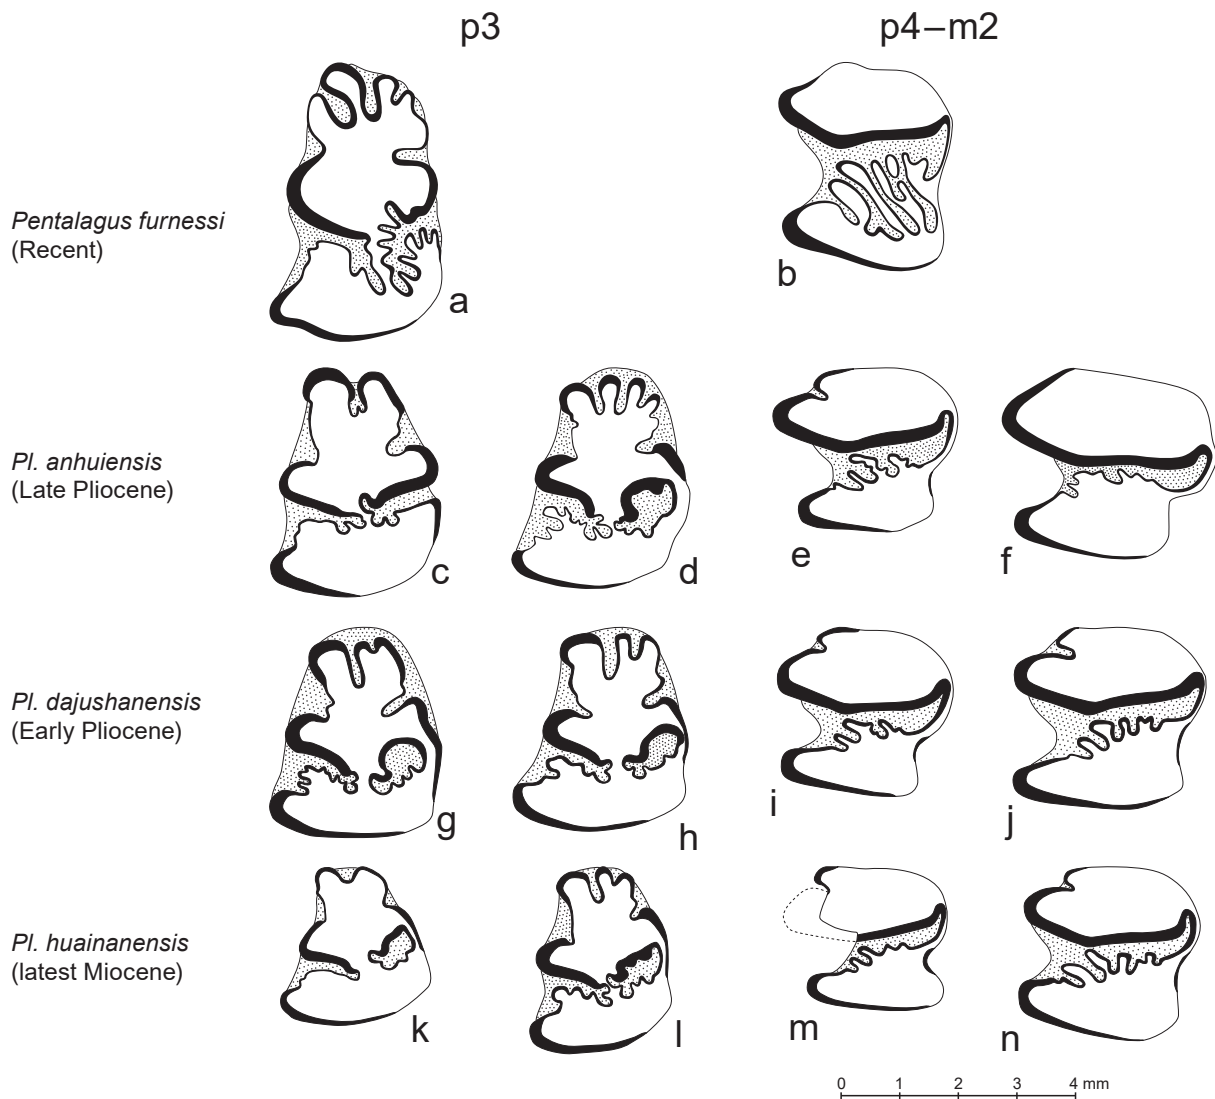 p3
p4–m2
Pentalagus furnessi
(Recent)
a
b
Pl. anhuiensis
(Late Pliocene)
c
d
e
f
Pl. dajushanensis
(Early Pliocene)
g
h
i
j
Pl. huainanensis
(latest Miocene)
k
l
m
n
0 1 2 3 4 mm